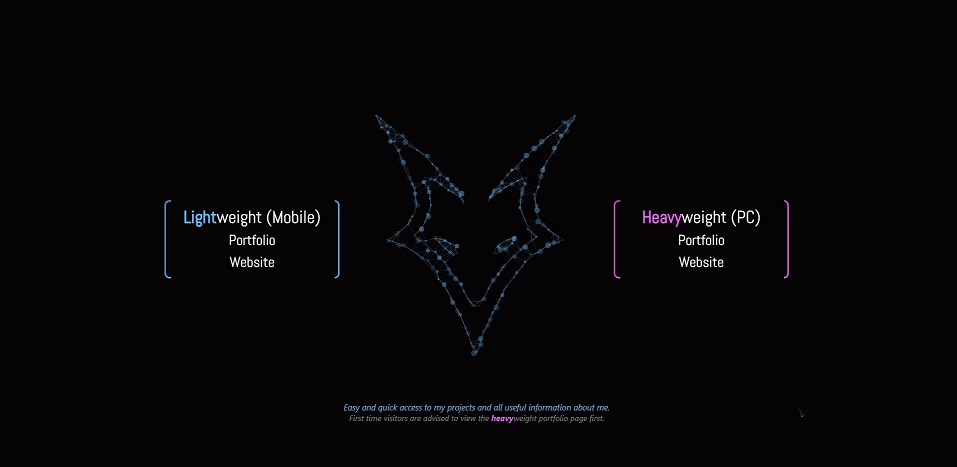 Lightweight (Mobile)
Portfolio
Website
Heavyweight (PC)
Portfolio
Website
Easy and quick access to my projects and all useful information about me.
First time visitors are advised to view the heavyweight portfolio page first.